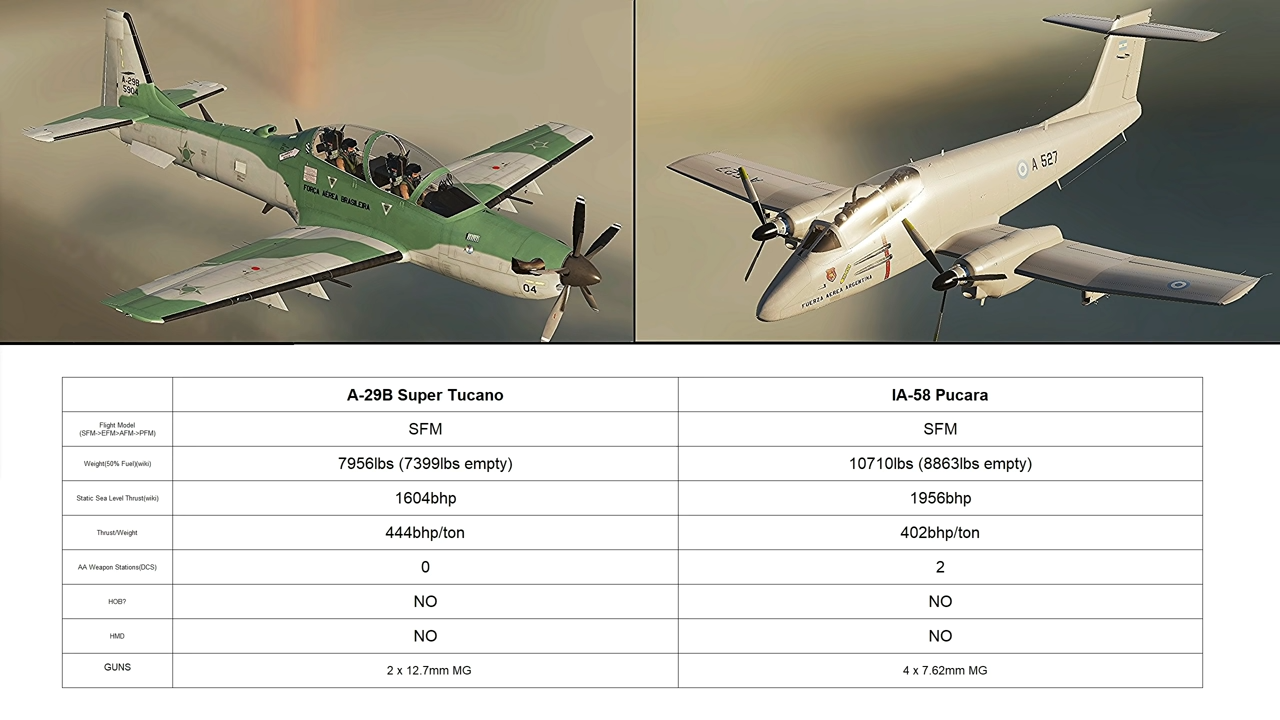 A-29B
5904
FORÇA AEREA BRASILEIRA
04
A 527
A 527
FUERZA AEREA ARGENTINA
A-29B Super Tucano
IA-58 Pucara
Flight Model
(SFM->EFM>AFM->PFM)
SFM
SFM
Weight(50% Fuel)(wiki)
7956lbs (7399lbs empty)
10710lbs (8863lbs empty)
Static Sea Level Thrust(wiki)
1604bhp
1956bhp
Thrust/Weight
444bhp/ton
402bhp/ton
AA Weapon Stations(DCS)
0
2
HOB?
NO
NO
HMD
NO
NO
GUNS
2 x 12.7mm MG
4 x 7.62mm MG